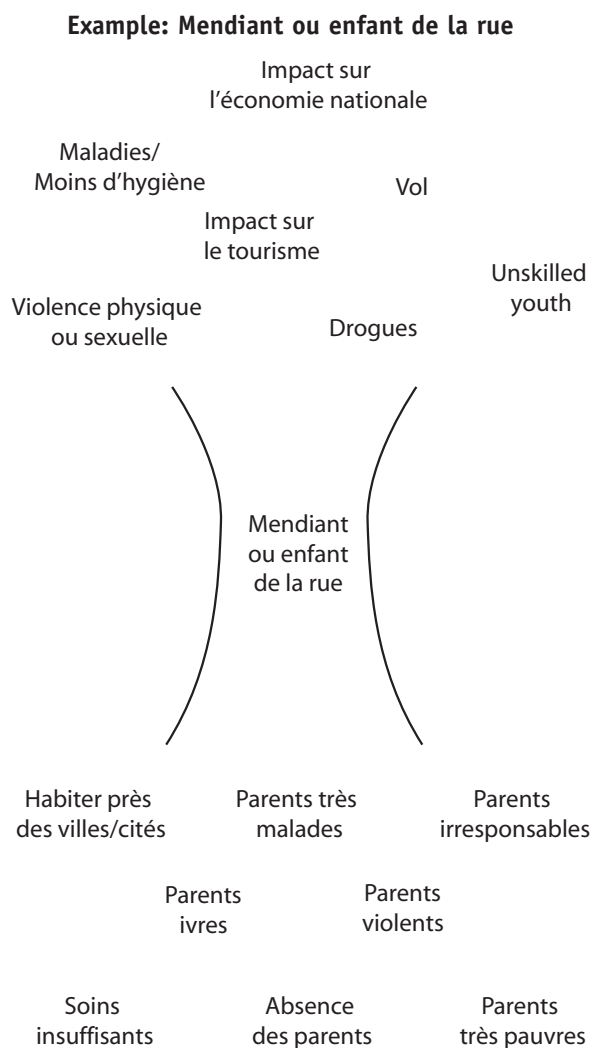 Example: Mendiant ou enfant de la rue
Impact sur
l'économie nationale
Maladies/
Moins d'hygiène
Vol
Impact sur
le tourisme
Unskilled
youth
Violence physique
ou sexuelle
Drogues
Mendiant
ou enfant
de la rue
Habiter près
des villes/cités
Parents très
malades
Parents
irresponsables
Parents
ivres
Parents
violents
Soins
insuffisants
Absence
des parents
Parents
très pauvres